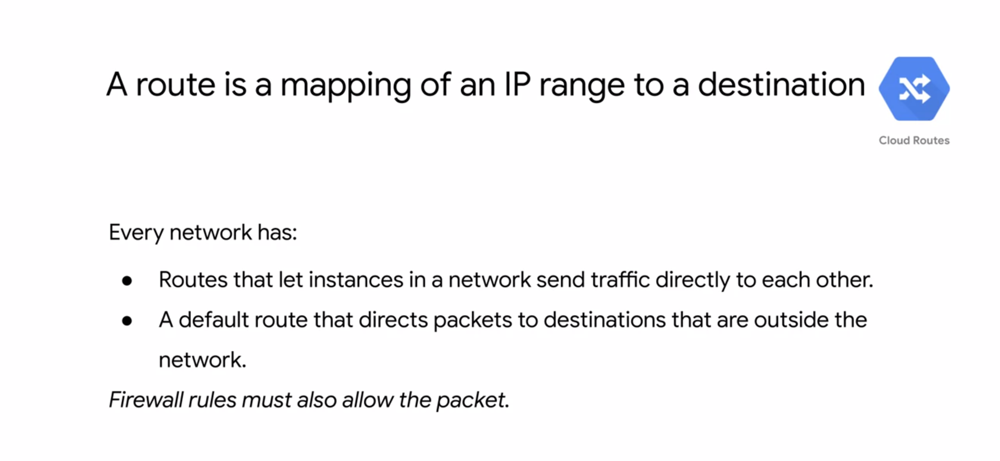 A route is a mapping of an IP range to a destination
Cloud Routes
Every network has:
● Routes that let instances in a network send traffic directly to each other.
● A default route that directs packets to destinations that are outside the
network.
Firewall rules must also allow the packet.